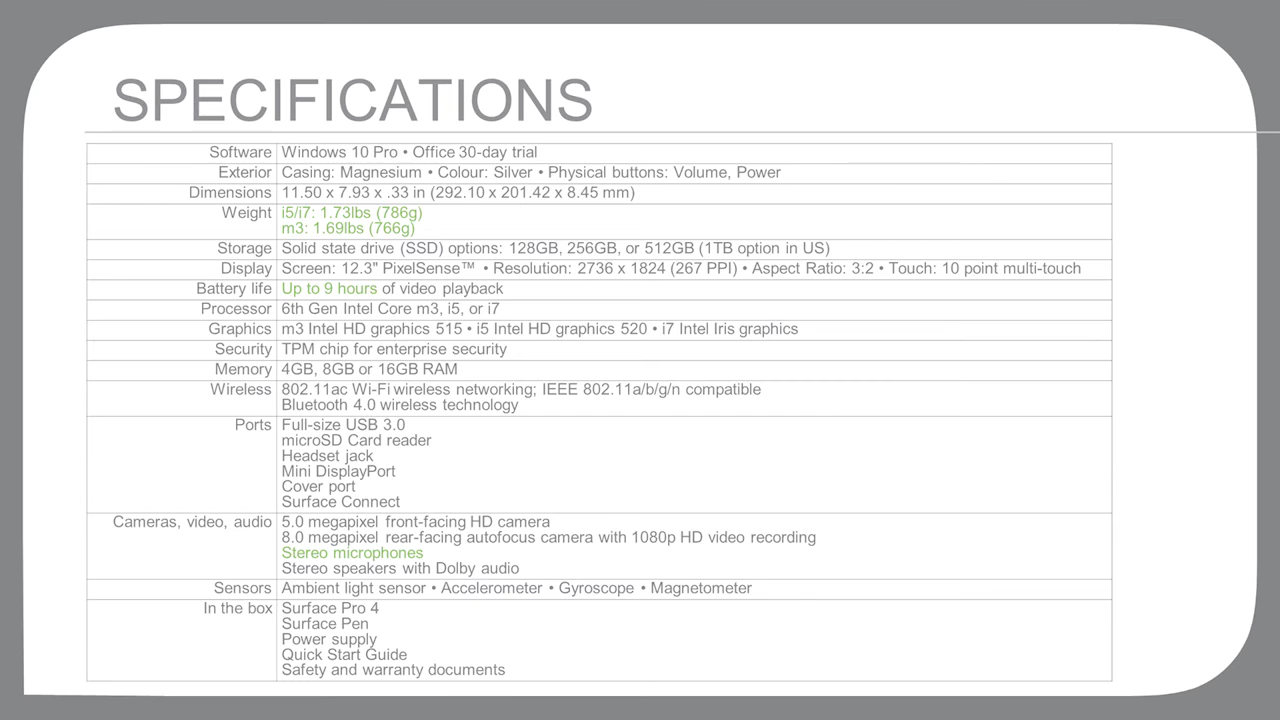 SPECIFICATIONS
Software Windows 10 Pro • Office 30-day trial
Exterior Casing: Magnesium • Colour: Silver • Physical buttons: Volume, Power
Dimensions 11.50 x 7.93 x .33 in (292.10 x 201.42 x 8.45 mm)
Weight i5/i7: 1.73lbs (786g)
m3: 1.69lbs (766g)
Storage Solid state drive (SSD) options: 128GB, 256GB, or 512GB (1TB option in US)
Display Screen: 12.3" PixelSense™ • Resolution: 2736 x 1824 (267 PPI) • Aspect Ratio: 3:2 • Touch: 10 point multi-touch
Battery life Up to 9 hours of video playback
Processor 6th Gen Intel Core m3, i5, or i7
Graphics m3 Intel HD graphics 515 • i5 Intel HD graphics 520 • i7 Intel Iris graphics
Security TPM chip for enterprise security
Memory 4GB, 8GB or 16GB RAM
Wireless 802.11ac Wi-Fi wireless networking; IEEE 802.11a/b/g/n compatible
Bluetooth 4.0 wireless technology
Ports Full-size USB 3.0
microSD Card reader
Headset jack
Mini DisplayPort
Cover port
Surface Connect
Cameras, video, audio 5.0 megapixel front-facing HD camera
8.0 megapixel rear-facing autofocus camera with 1080p HD video recording
Stereo microphones
Stereo speakers with Dolby audio
Sensors Ambient light sensor • Accelerometer • Gyroscope • Magnetometer
In the box Surface Pro 4
Surface Pen
Power supply
Quick Start Guide
Safety and warranty documents